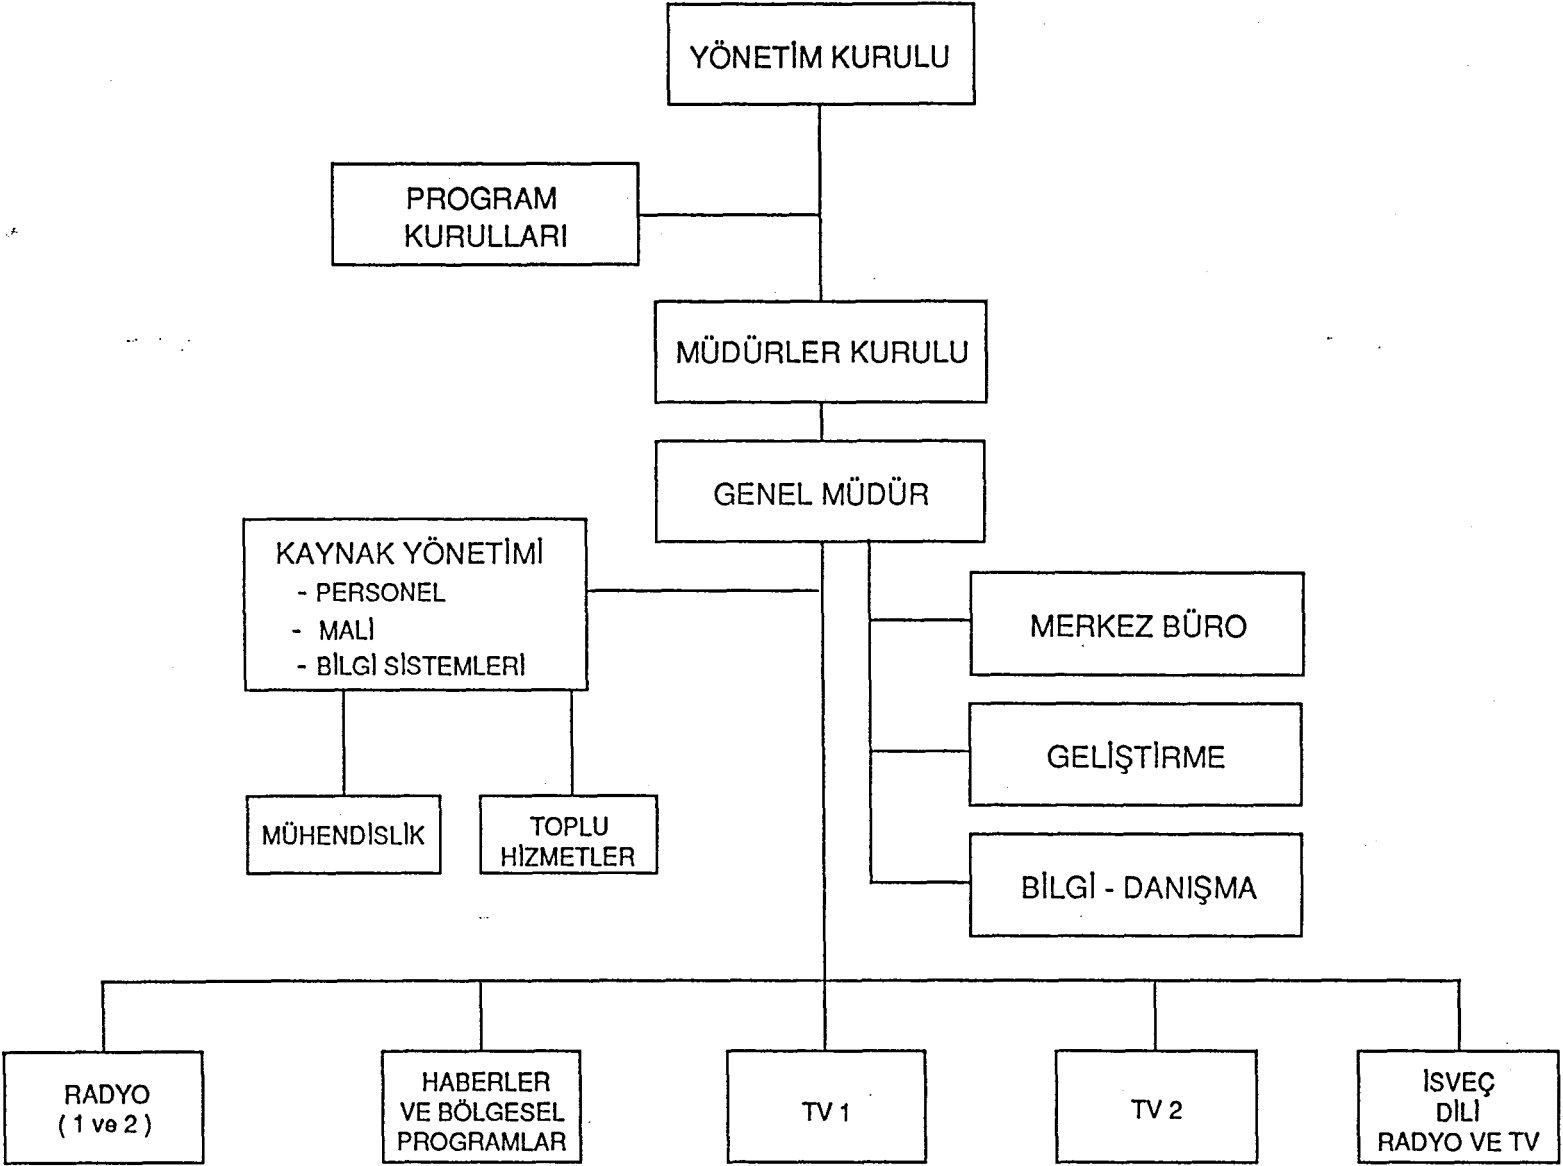 YÖNETİM KURULU
PROGRAM
KURULLARI
MÜDÜRLER KURULU
GENEL MÜDÜR
KAYNAK YÖNETİMİ
- PERSONEL
- MALİ
- BİLGİ SİSTEMLERİ
MERKEZ BÜRO
GELİŞTİRME
MÜHENDİSLİK
TOPLU
HİZMETLER
BİLGİ - DANIŞMA
RADYO
( 1 ve 2 )
HABERLER
VE BÖLGESEL
PROGRAMLAR
TV 1
TV 2
İSVEÇ
DİLİ
RADYO VE TV